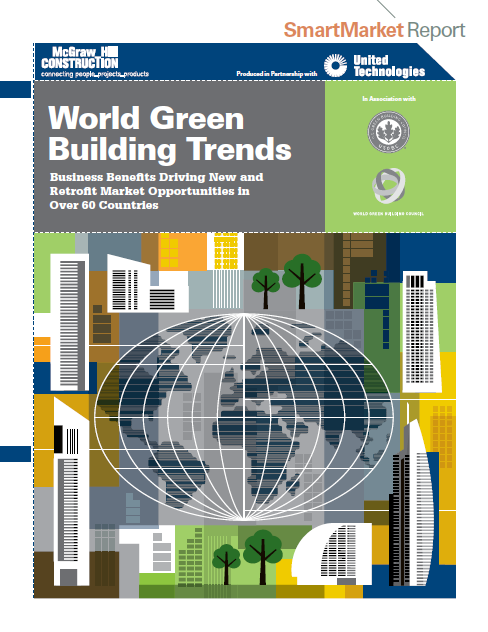 SmartMarket Report
McGraw_Hill
CONSTRUCTION
connecting people_projects_products
Produced in Partnership with
United
Technologies
In Association with
World Green
Building Trends
Business Benefits Driving New and
Retrofit Market Opportunities in
Over 60 Countries
USGBC
WORLD GREEN BUILDING COUNCIL